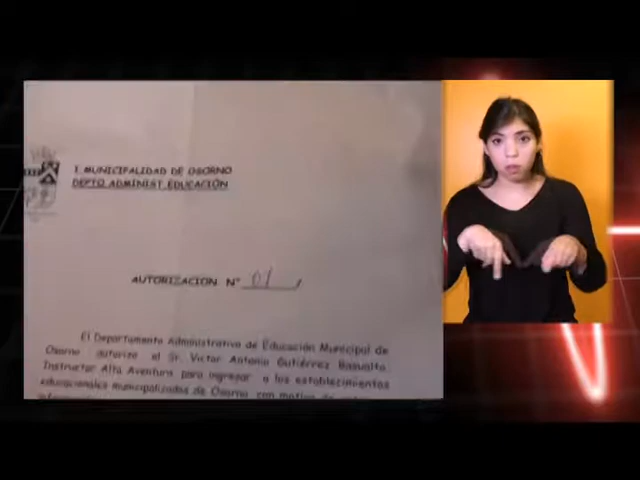 I. MUNICIPALIDAD DE OSORNO
DEPTO ADMINIST. EDUCACIÓN
AUTORIZACION N° 01
El Departamento Administrativo de Educación Municipal de
Osorno autoriza al Sr. Victor Antonio Gutiérrez Basualto,
Instructor Alta Aventura para ingresar a los establecimientos
educacionales municipalizados de Osorno, con motivo de